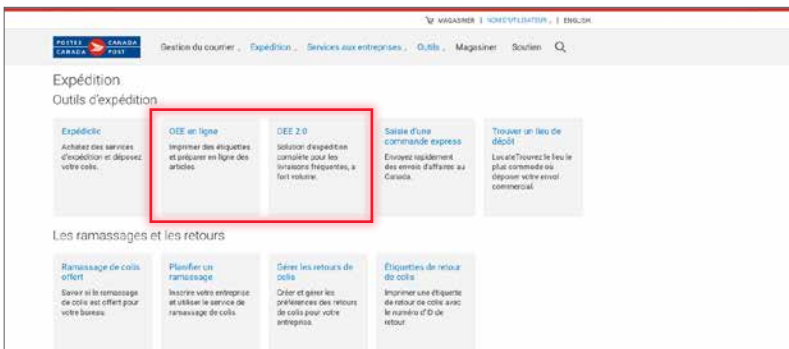 MAGASINER | NOM D'UTILISATEUR | ENGLISH
POSTES CANADA
CANADA POST
Gestion du courrier Expédition Services aux entreprises Outils Magasiner Soutien
Expédition
Outils d'expédition
Expédiclic
Achetez des services
d'expédition et déposez
votre colis.
OEE en ligne
Imprimer des étiquettes
et préparer en ligne des
articles.
OEE 2.0
Solution d'expédition
complète pour les
livraisons fréquentes, à
fort volume.
Saisie d'une
commande express
Envoyez rapidement
des envois d'affaires au
Canada.
Trouver un lieu de
dépôt
LocateTrouvez le lieu le
plus commode où
déposer votre envoi
commercial.
Les ramassages et les retours
Ramassage de colis
offert
Savoir si le ramassage
de colis est offert pour
votre bureau.
Planifier un
ramassage
Inscrire votre entreprise
et utiliser le service de
ramassage de colis.
Gérer les retours de
colis
Créer et gérer les
préférences des retours
de colis pour votre
entreprise.
Étiquettes de retour
de colis
Imprimer une étiquette
de retour de colis avec
le numéro d'ID de
retour.